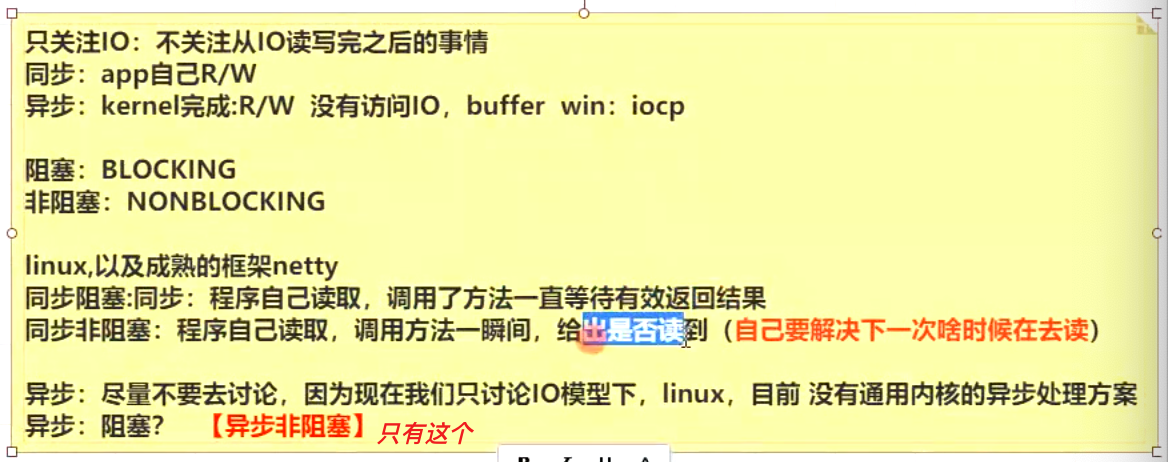 只关注IO：不关注从IO读写完之后的事情
同步：app自己R/W
异步：kernel完成:R/W  没有访问IO，buffer  win：iocp
阻塞：BLOCKING
非阻塞：NONBLOCKING
linux,以及成熟的框架netty
同步阻塞:同步：程序自己读取，调用了方法一直等待有效返回结果
同步非阻塞：程序自己读取，调用方法一瞬间，给出是否读到（自己要解决下一次啥时候在去读）
异步：尽量不要去讨论，因为现在我们只讨论IO模型下，linux，目前 没有通用内核的异步处理方案
异步：阻塞？ 【异步非阻塞】只有这个